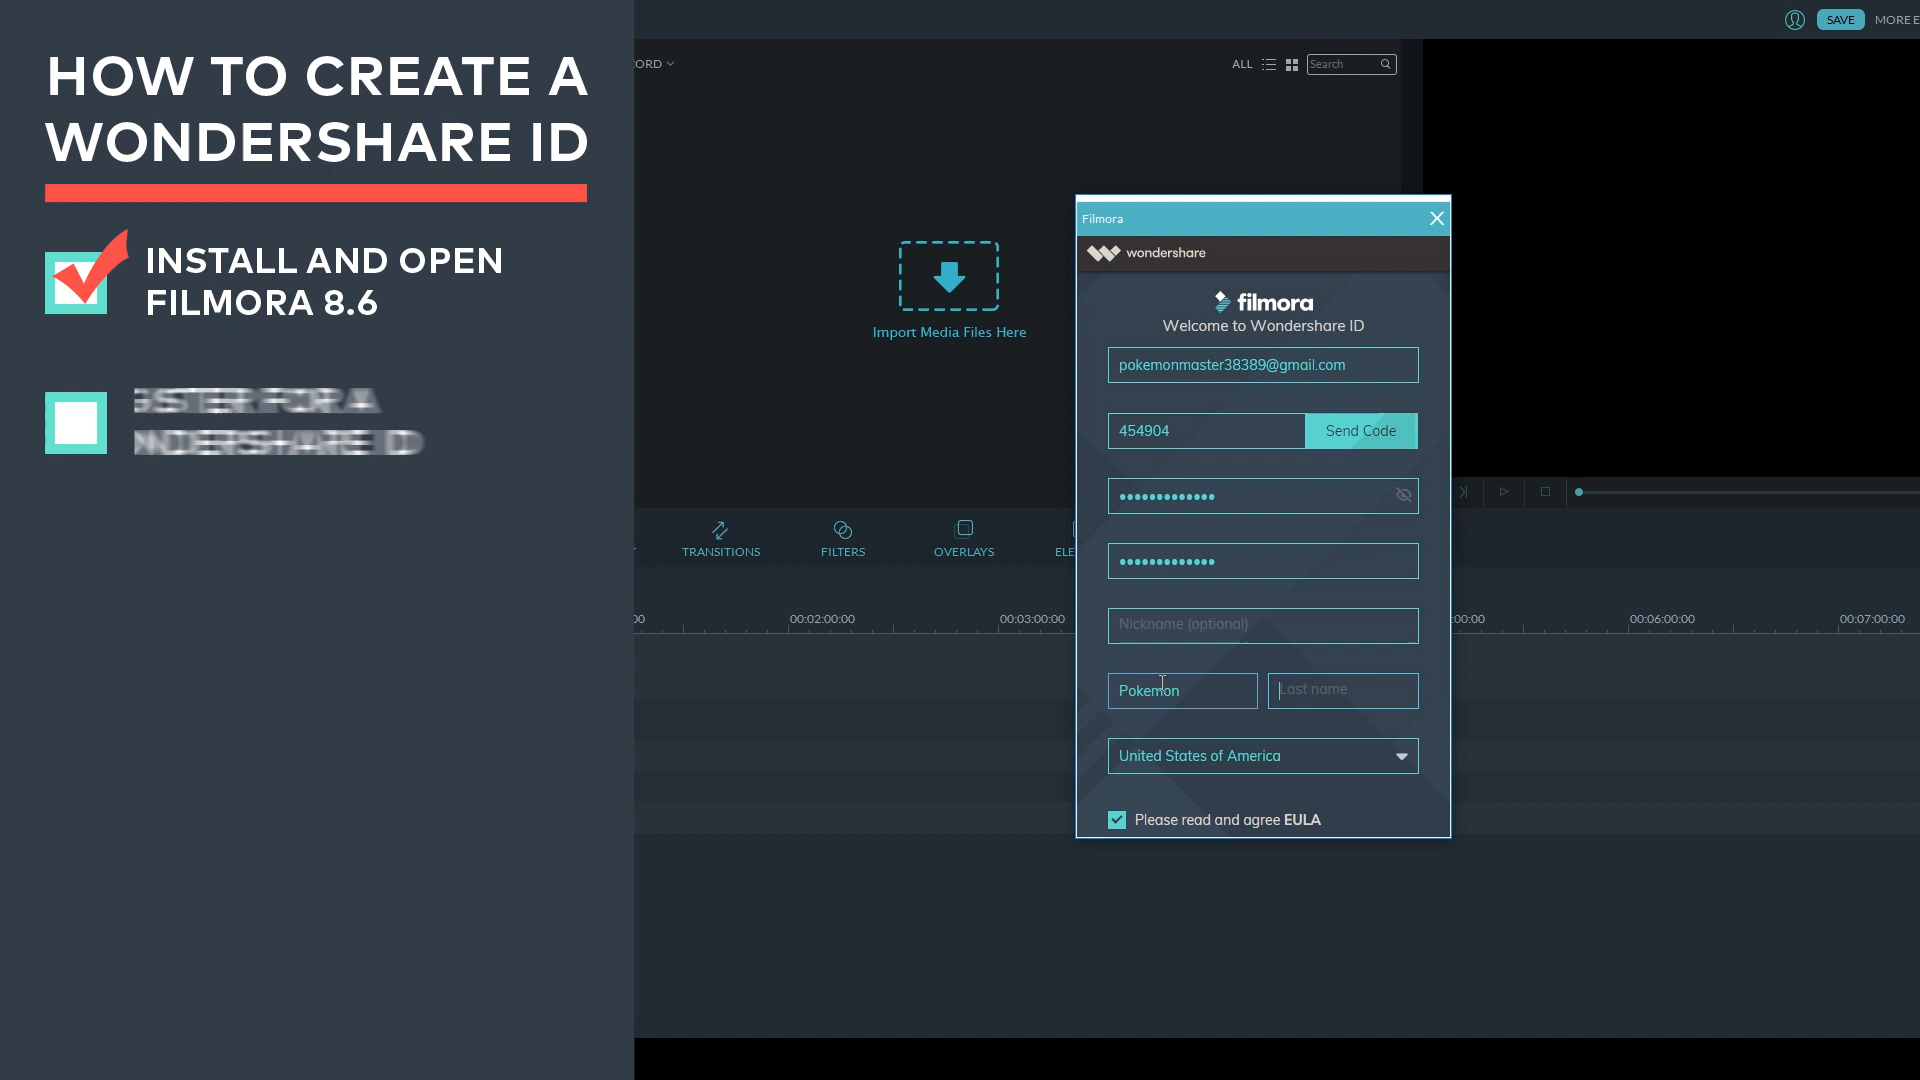 HOW TO CREATE A
WONDERSHARE ID
INSTALL AND OPEN
FILMORA 8.6
SAVE
ALL
Search
Import Media Files Here
TRANSITIONS
FILTERS
OVERLAYS
00:02:00:00
00:03:00:00
00:06:00:00
00:07:00:00
Filmora
wondershare
filmora
Welcome to Wondershare ID
pokemonmaster38389@gmail.com
454904
Send Code
Nickname (optional)
Pokemon
Last name
United States of America
Please read and agree EULA